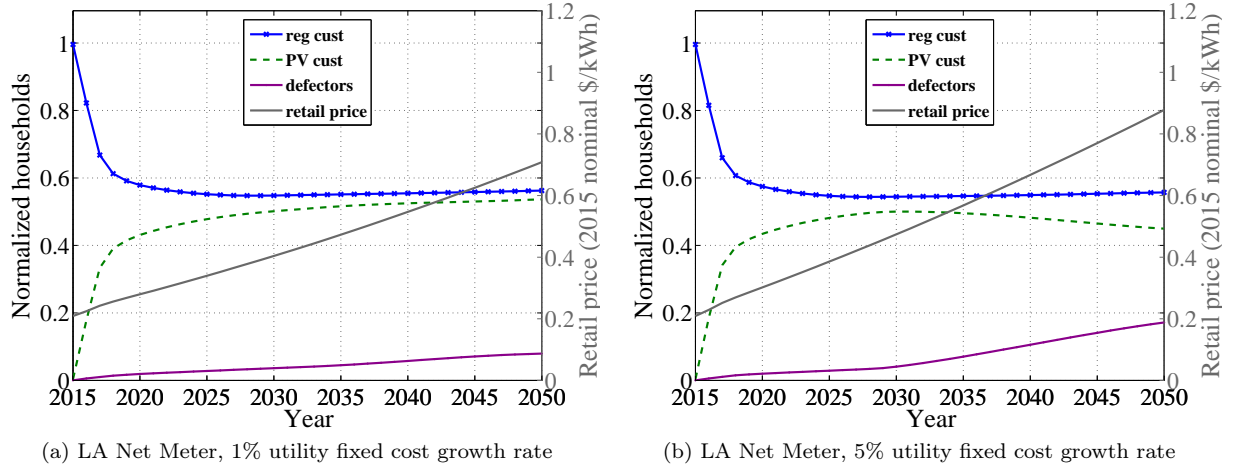 Normalized households
1
0.8
0.6
0.4
0.2
0
reg cust
PV cust
defectors
retail price
1.2
1
0.8
0.6
0.4
0.2
0
Retail price (2015 nominal $/kWh)
2015 2020 2025 2030 2035 2040 2045 2050
Year
(a) LA Net Meter, 1% utility fixed cost growth rate
Normalized households
1
0.8
0.6
0.4
0.2
0
reg cust
PV cust
defectors
retail price
1.2
1
0.8
0.6
0.4
0.2
0
Retail price (2015 nominal $/kWh)
2015 2020 2025 2030 2035 2040 2045 2050
Year
(b) LA Net Meter, 5% utility fixed cost growth rate